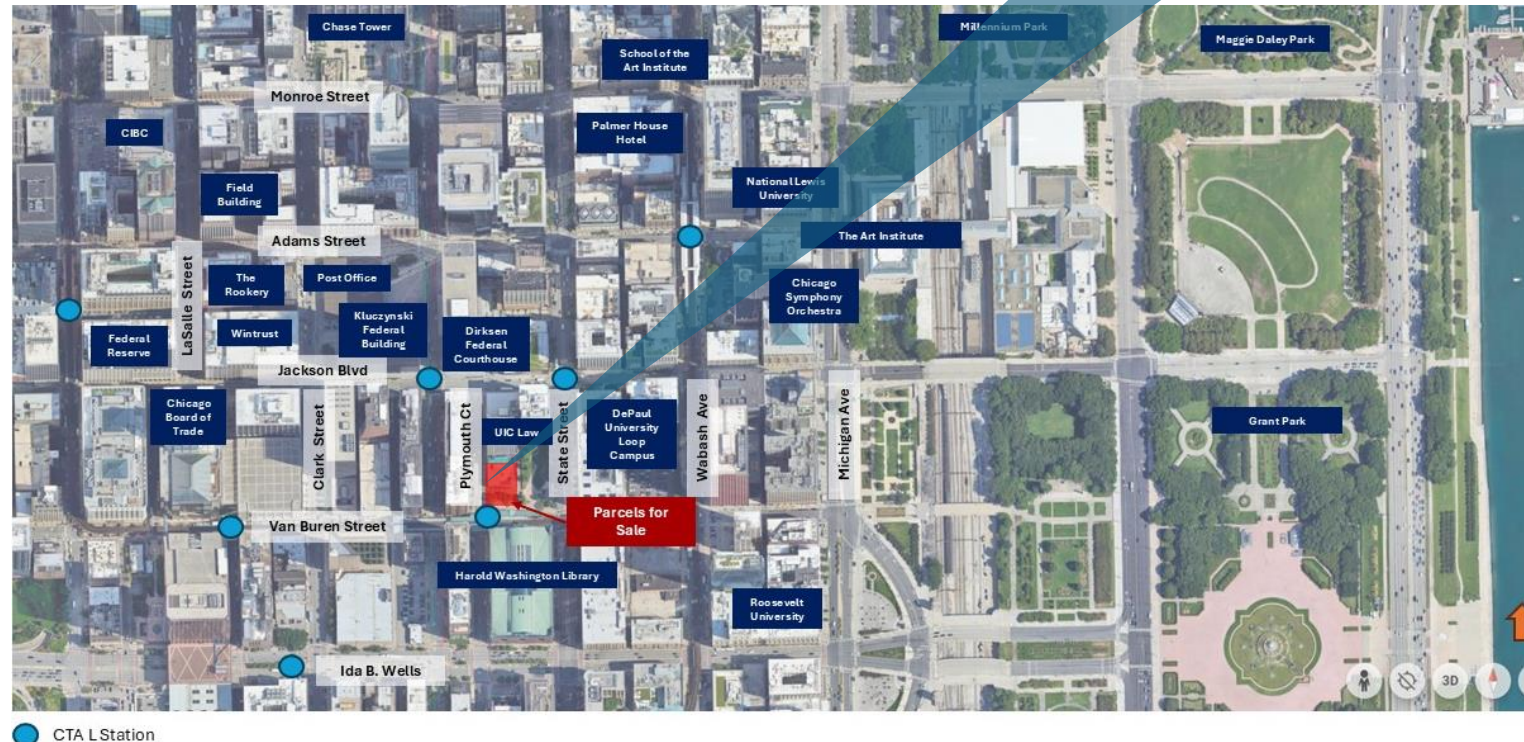 Chase Tower
Millennium Park
Maggie Daley Park
School of the
Art Institute
Monroe Street
CIBC
Palmer House
Hotel
National Lewis
University
Field
Building
Adams Street
The Art Institute
LaSalle Street
The
Rookery
Post Office
Chicago
Symphony
Orchestra
Federal
Reserve
Wintrust
Kluczynski
Federal
Building
Dirksen
Federal
Courthouse
Jackson Blvd
Chicago
Board of
Trade
Clark Street
Plymouth Ct
UIC Law
State Street
DePaul
University
Loop
Campus
Wabash Ave
Michigan Ave
Grant Park
Parcels for
Sale
Van Buren Street
Harold Washington Library
Roosevelt
University
Ida B. Wells
3D
CTA L Station